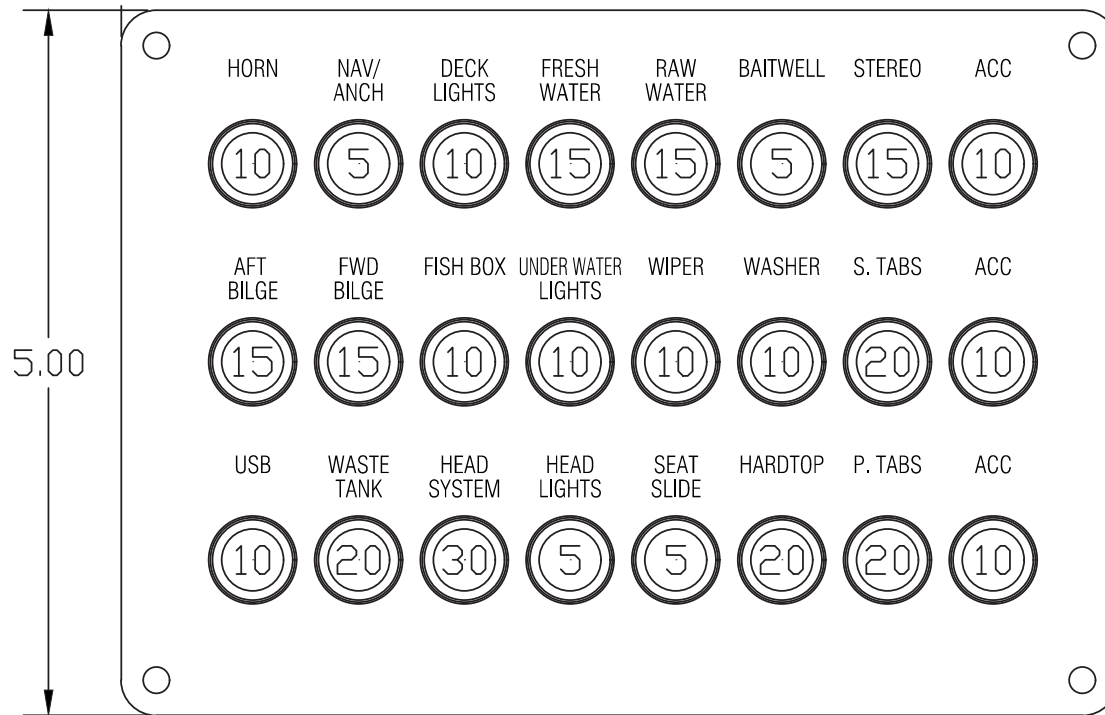 HORN NAV/ DECK FRESH RAW BAITWELL STEREO ACC
ANCH LIGHTS WATER WATER
10 5 10 15 15 5 15 10
AFT FWD FISH BOX UNDER WATER WIPER WASHER S. TABS ACC
BILGE BILGE LIGHTS
5.00
15 15 10 10 10 10 20 10
USB WASTE HEAD HEAD SEAT HARDTOP P. TABS ACC
TANK SYSTEM LIGHTS SLIDE
10 20 30 5 5 20 20 10